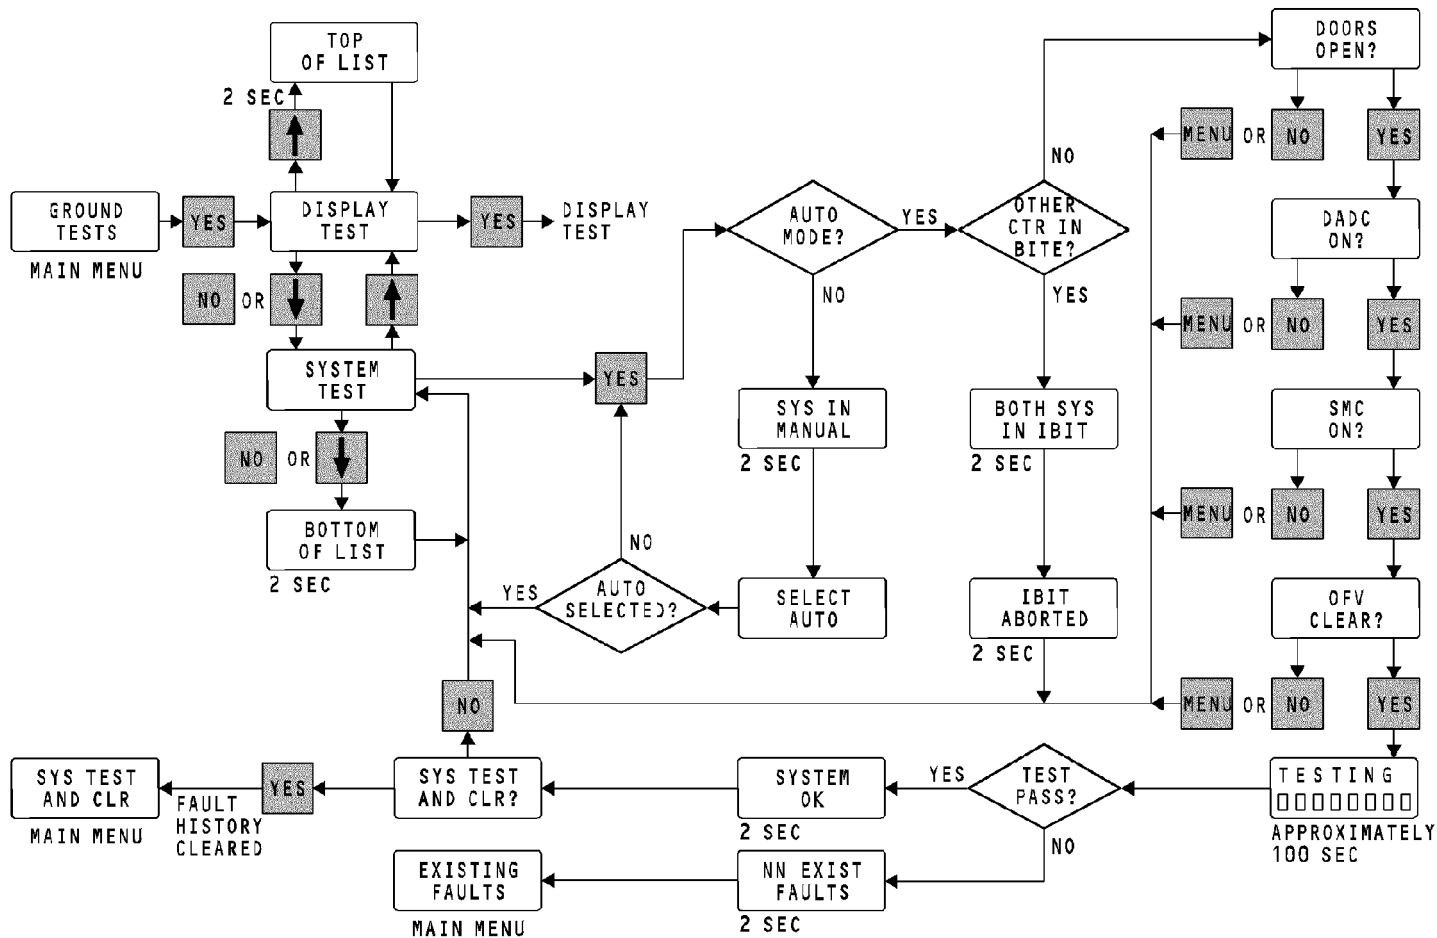 TOP
OF LIST
2 SEC
GROUND
TESTS
MAIN MENU
YES
DISPLAY
TEST
YES
DISPLAY
TEST
NO OR
SYSTEM
TEST
NO OR
BOTTOM
OF LIST
2 SEC
YES
AUTO
MODE?
YES
NO
OTHER
CTR IN
BITE?
NO
YES
SYS IN
MANUAL
2 SEC
BOTH SYS
IN IBIT
2 SEC
NO
YES
AUTO
SELECTED?
SELECT
AUTO
IBIT
ABORTED
2 SEC
DOORS
OPEN?
MENU OR NO YES
DADC
ON?
MENU OR NO YES
SMC
ON?
MENU OR NO YES
OFV
CLEAR?
MENU OR NO YES
NO
SYS TEST
AND CLR
MAIN MENU
YES
FAULT
HISTORY
CLEARED
SYS TEST
AND CLR?
SYSTEM
OK
2 SEC
YES
TEST
PASS?
NO
TESTING
APPROXIMATELY
100 SEC
EXISTING
FAULTS
MAIN MENU
NN EXIST
FAULTS
2 SEC